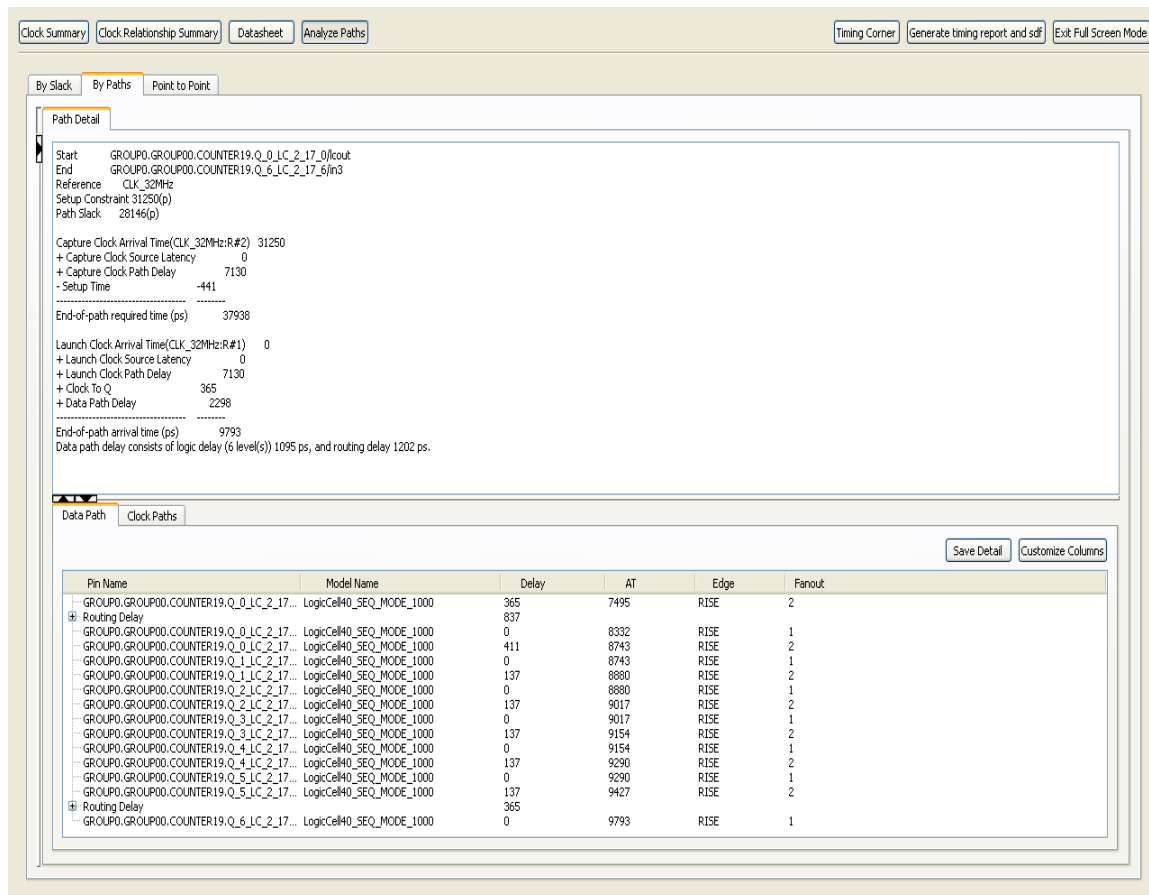 Clock Summary Clock Relationship Summary Datasheet Analyze Paths Timing Corner Generate timing report and sdf Exit Full Screen Mode
By Slack By Paths Point to Point
Path Detail
Start GROUP0.GROUP00.COUNTER19.Q_0_LC_2_17_0/lcout
End GROUP0.GROUP00.COUNTER19.Q_6_LC_2_17_6/in3
Reference CLK_32MHz
Setup Constraint 31250(p)
Path Slack 28146(p)
Capture Clock Arrival Time(CLK_32MHz:R#2) 31250
+ Capture Clock Source Latency 0
+ Capture Clock Path Delay 7130
- Setup Time -441
------------------------------------ --------
End-of-path required time (ps) 37938
Launch Clock Arrival Time(CLK_32MHz:R#1) 0
+ Launch Clock Source Latency 0
+ Launch Clock Path Delay 7130
+ Clock To Q 365
+ Data Path Delay 2298
------------------------------------ --------
End-of-path arrival time (ps) 9793
Data path delay consists of logic delay (6 level(s)) 1095 ps, and routing delay 1202 ps.
Data Path Clock Paths
Save Detail Customize Columns
Pin Name Model Name Delay AT Edge Fanout
GROUP0.GROUP00.COUNTER19.Q_0_LC_2_17... LogicCell40_SEQ_MODE_1000 365 7495 RISE 2
Routing Delay 837
GROUP0.GROUP00.COUNTER19.Q_0_LC_2_17... LogicCell40_SEQ_MODE_1000 0 8332 RISE 1
GROUP0.GROUP00.COUNTER19.Q_0_LC_2_17... LogicCell40_SEQ_MODE_1000 411 8743 RISE 2
GROUP0.GROUP00.COUNTER19.Q_1_LC_2_17... LogicCell40_SEQ_MODE_1000 0 8743 RISE 1
GROUP0.GROUP00.COUNTER19.Q_1_LC_2_17... LogicCell40_SEQ_MODE_1000 137 8880 RISE 2
GROUP0.GROUP00.COUNTER19.Q_2_LC_2_17... LogicCell40_SEQ_MODE_1000 0 8880 RISE 1
GROUP0.GROUP00.COUNTER19.Q_2_LC_2_17... LogicCell40_SEQ_MODE_1000 137 9017 RISE 2
GROUP0.GROUP00.COUNTER19.Q_3_LC_2_17... LogicCell40_SEQ_MODE_1000 0 9017 RISE 1
GROUP0.GROUP00.COUNTER19.Q_3_LC_2_17... LogicCell40_SEQ_MODE_1000 137 9154 RISE 2
GROUP0.GROUP00.COUNTER19.Q_4_LC_2_17... LogicCell40_SEQ_MODE_1000 0 9154 RISE 1
GROUP0.GROUP00.COUNTER19.Q_4_LC_2_17... LogicCell40_SEQ_MODE_1000 137 9290 RISE 2
GROUP0.GROUP00.COUNTER19.Q_5_LC_2_17... LogicCell40_SEQ_MODE_1000 0 9290 RISE 1
GROUP0.GROUP00.COUNTER19.Q_5_LC_2_17... LogicCell40_SEQ_MODE_1000 137 9427 RISE 2
Routing Delay 365
GROUP0.GROUP00.COUNTER19.Q_6_LC_2_17... LogicCell40_SEQ_MODE_1000 0 9793 RISE 1